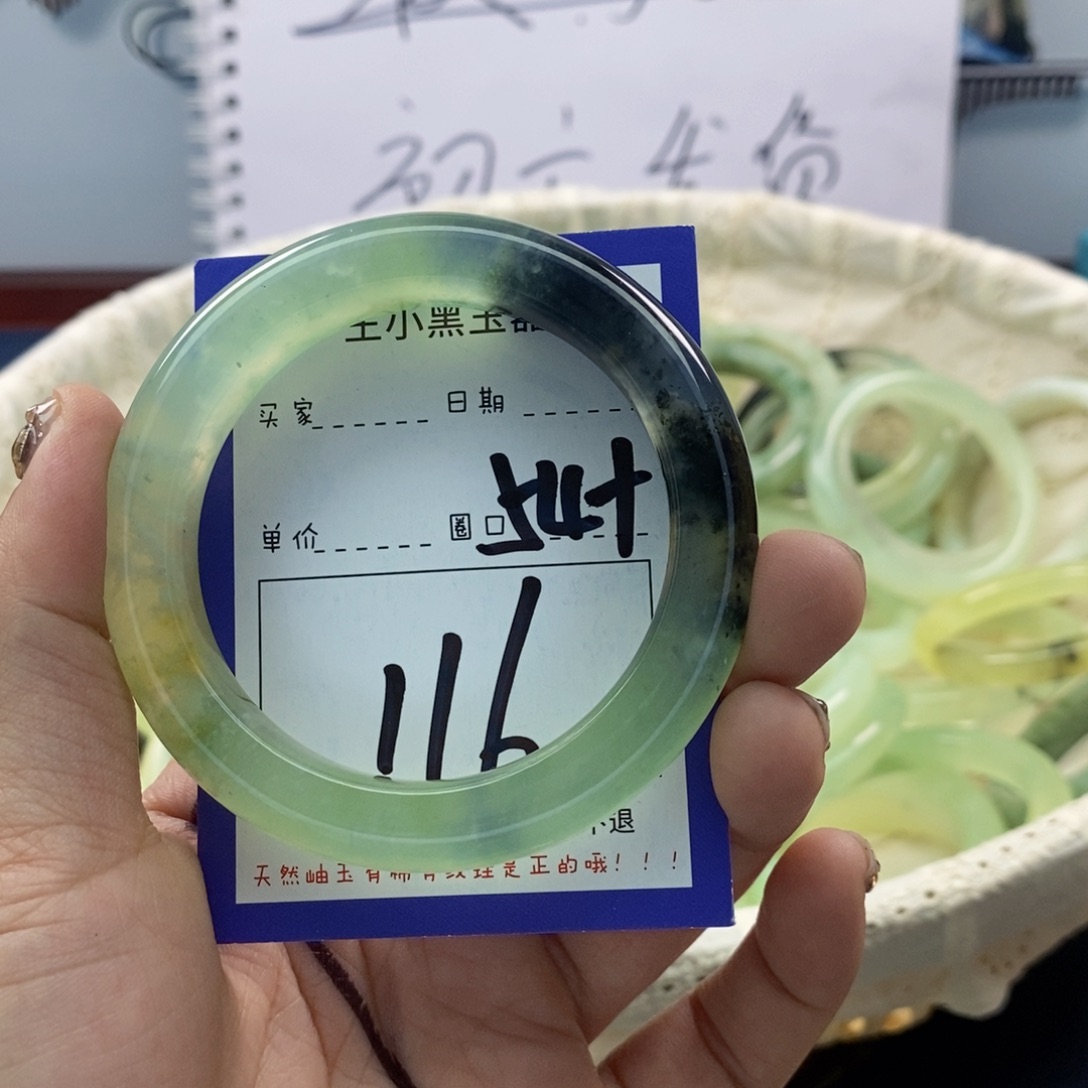 初六发货
王小黑玉器
买家 日期
单价 圈口 54+
116
不退
天然岫玉有棉有纹理是正的哦！！！